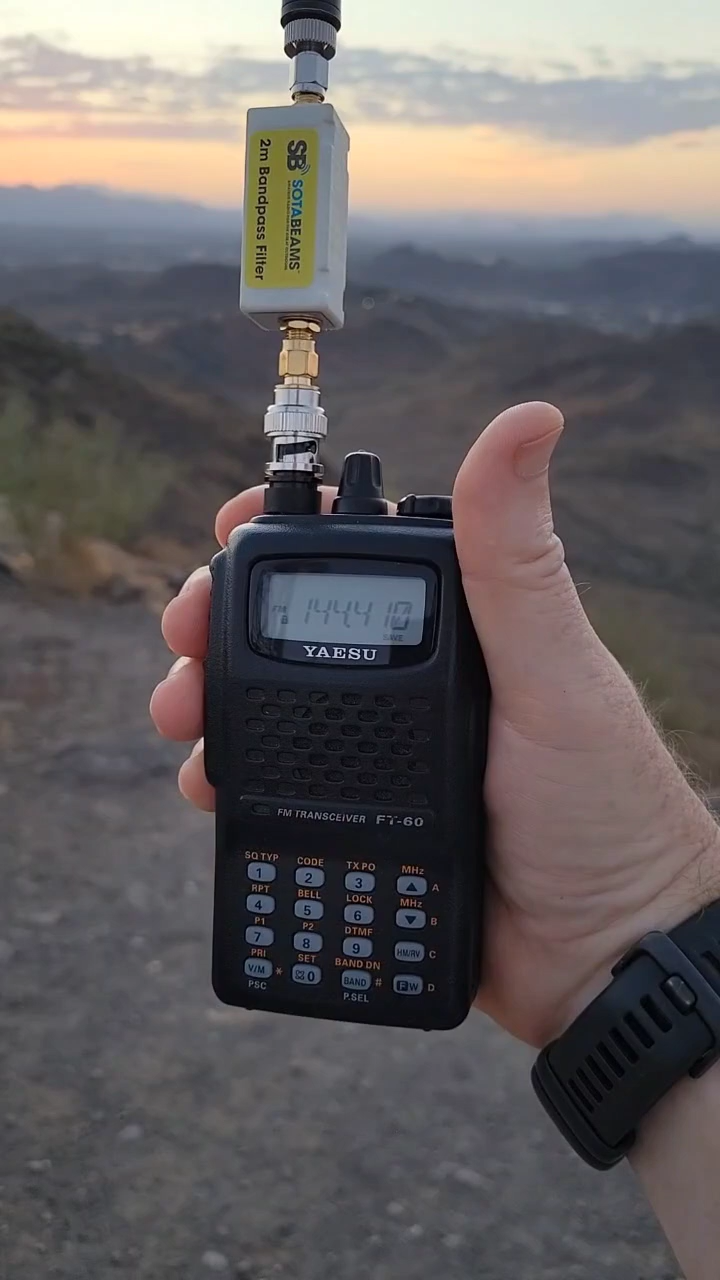 SB
SOTABEAMS
2m Bandpass Filter
FM
SAVE
YAESU
FM TRANSCEIVER FT-60
SQ TYP CODE TX PO MHz
1 2 3 ▲ A
RPT BELL LOCK MHz
4 5 6 ▼ B
P1 P2 DTMF
7 8 9 HM/RV C
PRI SET BAND DN
V/M * 0 BAND # F W D
PSC P.SEL